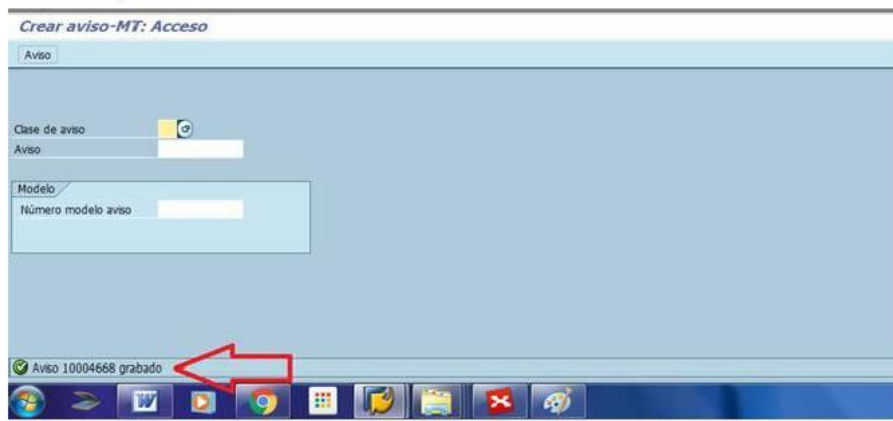 Crear aviso-MT: Acceso
Aviso
Clase de aviso
Aviso
Modelo
Número modelo aviso
Aviso 10004668 grabado